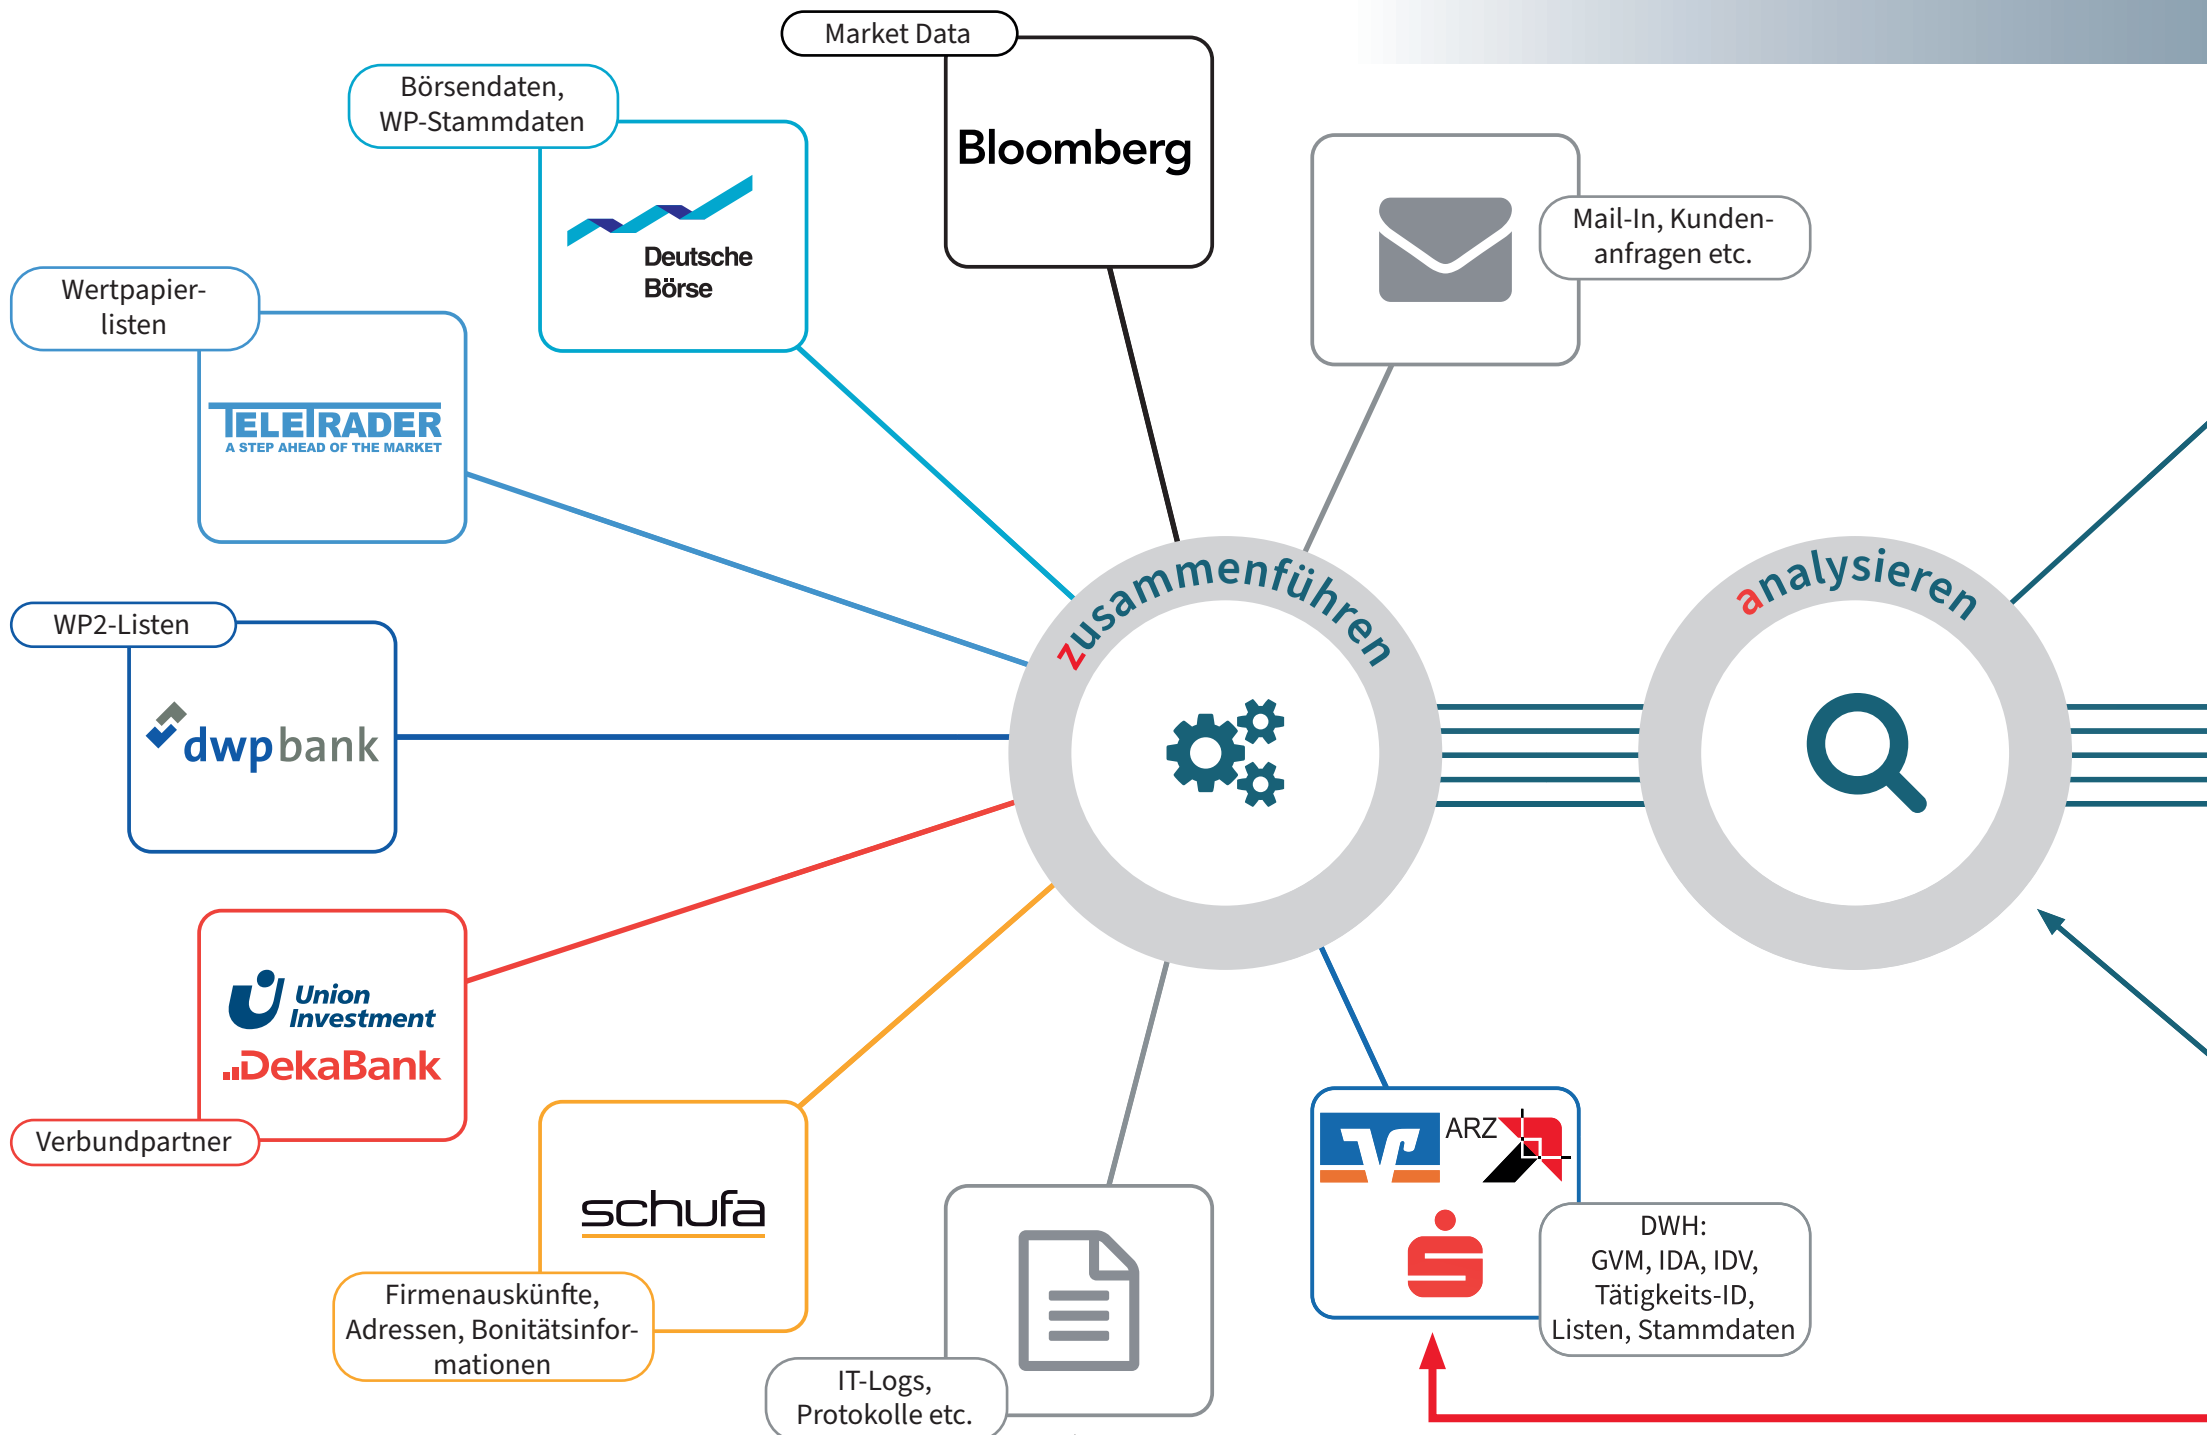 Market Data
Bloomberg
Börsendaten,
WP-Stammdaten
Deutsche
Börse
Mail-In, Kunden-
anfragen etc.
Wertpapier-
listen
TELETRADER
A STEP AHEAD OF THE MARKET
zusammenführen
analysieren
WP2-Listen
dwpbank
Union
Investment
DekaBank
Verbundpartner
schufa
Firmenauskünfte,
Adressen, Bonitätsinfor-
mationen
IT-Logs,
Protokolle etc.
ARZ
DWH:
GVM, IDA, IDV,
Tätigkeits-ID,
Listen, Stammdaten